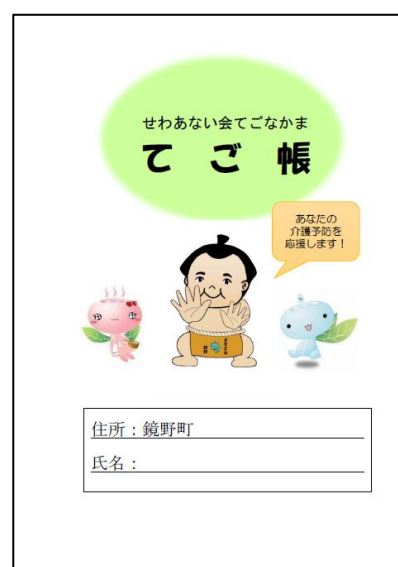 せわあない会てごなかま
てご帳
あなたの
介護予防を
応援します！
住所：鏡野町
氏名：